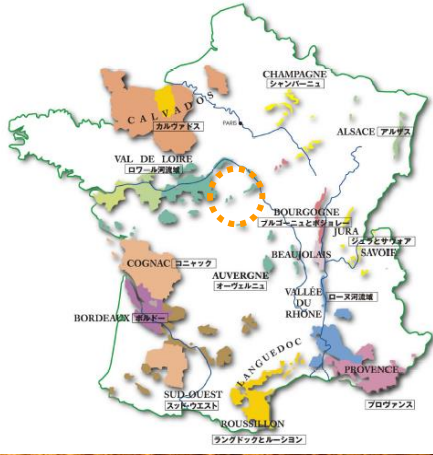 CHAMPAGNE
シャンパーニュ
CALVADOS
カルヴァドス
PARIS
ALSACE アルザス
VAL DE LOIRE
ロワール河流域
BOURGOGNE
ブルゴーニュとボジョレー
JURA
ジュラとサヴォア
SAVOIE
BEAUJOLAIS
COGNAC コニャック
AUVERGNE
オーヴェルニュ
VALLÉE
DU
RHÔNE
ローヌ河流域
BORDEAUX ボルドー
LANGUEDOC
PROVENCE
プロヴァンス
SUD-OUEST
スッド・ウエスト
ROUSSILLON
ラングドックとルーション